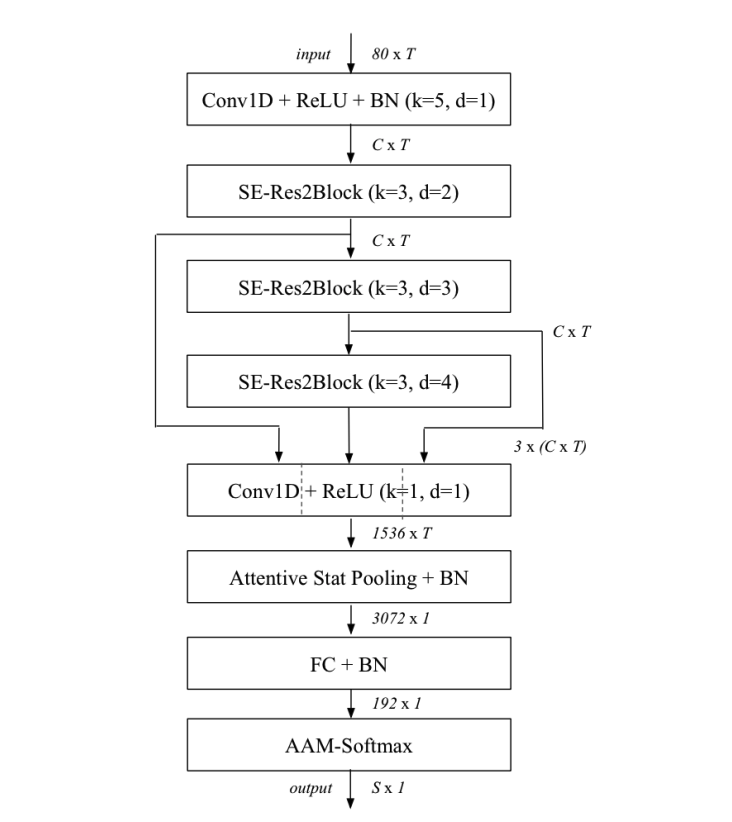 input 80 x T
Conv1D + ReLU + BN (k=5, d=1)
C x T
SE-Res2Block (k=3, d=2)
C x T
SE-Res2Block (k=3, d=3)
C x T
SE-Res2Block (k=3, d=4)
3 x (C x T)
Conv1D + ReLU (k=1, d=1)
1536 x T
Attentive Stat Pooling + BN
3072 x 1
FC + BN
192 x 1
AAM-Softmax
output S x 1